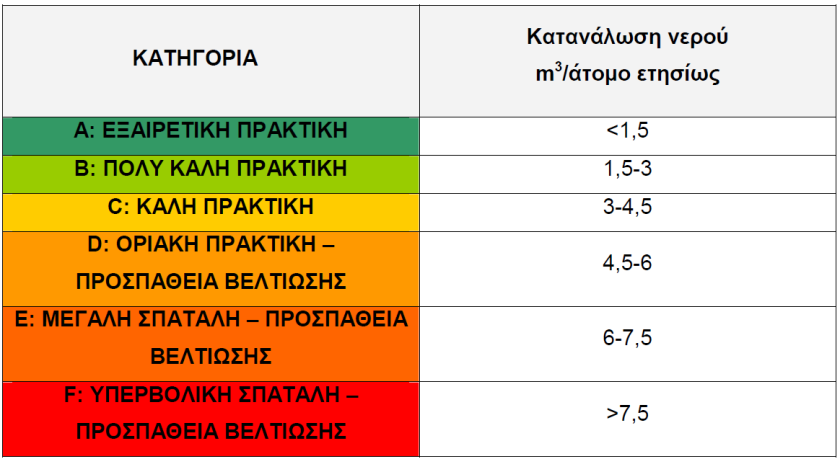 ΚΑΤΗΓΟΡΙΑ
Κατανάλωση νερού
m³/άτομο ετησίως
A: ΕΞΑΙΡΕΤΙΚΗ ΠΡΑΚΤΙΚΗ
<1,5
B: ΠΟΛΥ ΚΑΛΗ ΠΡΑΚΤΙΚΗ
1,5-3
C: ΚΑΛΗ ΠΡΑΚΤΙΚΗ
3-4,5
D: ΟΡΙΑΚΗ ΠΡΑΚΤΙΚΗ –
ΠΡΟΣΠΑΘΕΙΑ ΒΕΛΤΙΩΣΗΣ
4,5-6
E: ΜΕΓΑΛΗ ΣΠΑΤΑΛΗ – ΠΡΟΣΠΑΘΕΙΑ
ΒΕΛΤΙΩΣΗΣ
6-7,5
F: ΥΠΕΡΒΟΛΙΚΗ ΣΠΑΤΑΛΗ –
ΠΡΟΣΠΑΘΕΙΑ ΒΕΛΤΙΩΣΗΣ
>7,5